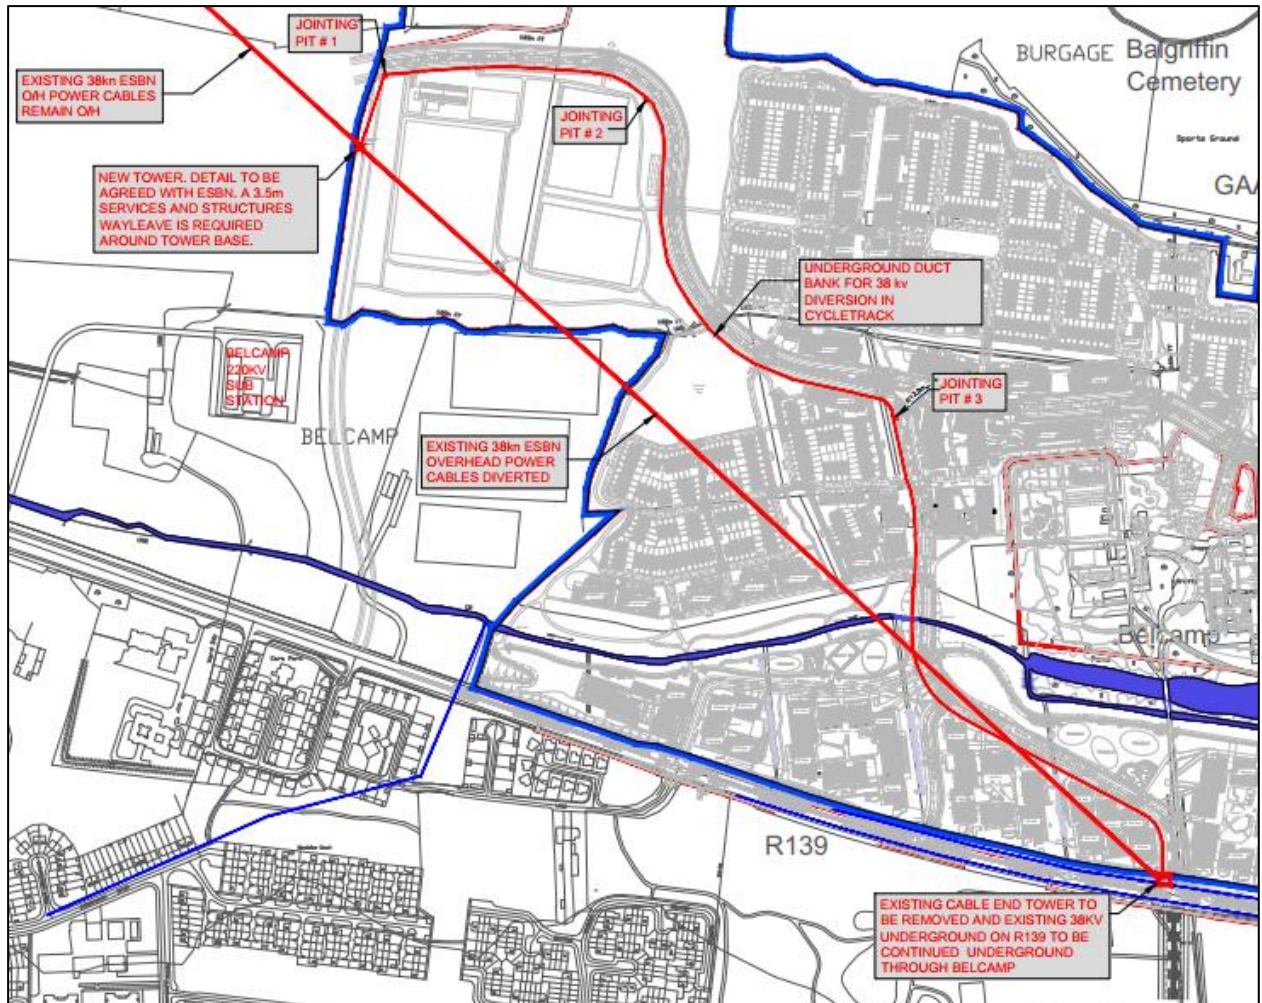 JOINTING
PIT # 1
BURGAGE
Balgriffin
Cemetery
EXISTING 38kn ESBN
O/H POWER CABLES
REMAIN O/H
JOINTING
PIT # 2
Sports Ground
NEW TOWER. DETAIL TO BE
AGREED WITH ESBN. A 3.5m
SERVICES AND STRUCTURES
WAYLEAVE IS REQUIRED
AROUND TOWER BASE.
GAA
UNDERGROUND DUCT
BANK FOR 38 kv
DIVERSION IN
CYCLETRACK
BELCAMP
220KV
SUB
STATION
JOINTING
PIT # 3
BELCAMP
EXISTING 38kn ESBN
OVERHEAD POWER
CABLES DIVERTED
Belcamp
Cara Park
R139
EXISTING CABLE END TOWER TO
BE REMOVED AND EXISTING 38KV
UNDERGROUND ON R139 TO BE
CONTINUED UNDERGROUND
THROUGH BELCAMP